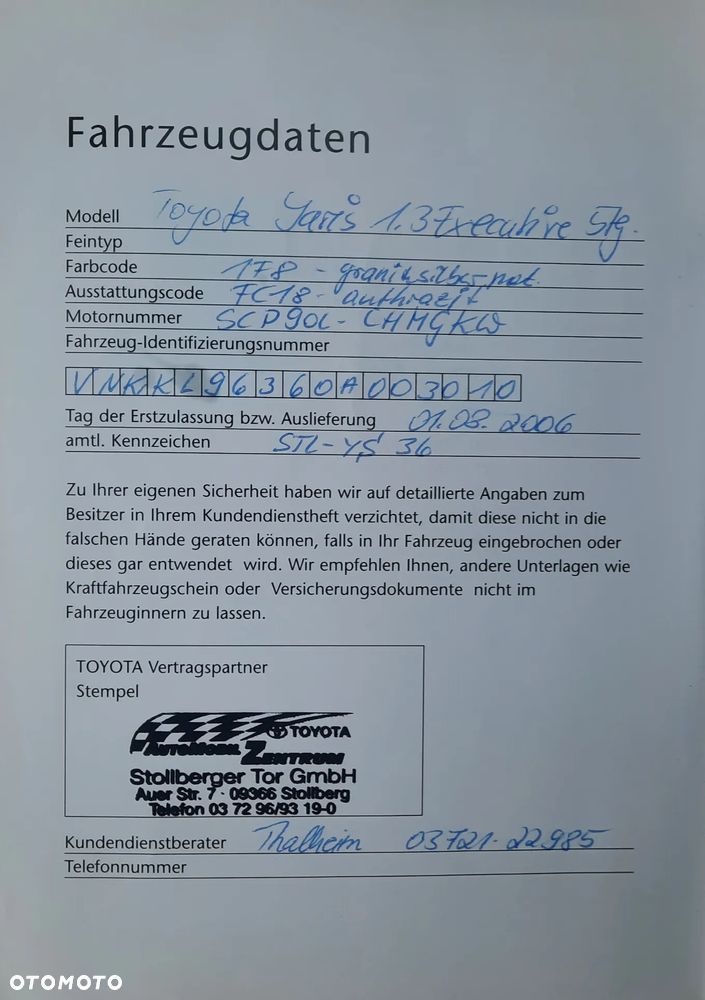 Fahrzeugdaten
Modell Toyota Yaris 1.3 Executive 5tg.
Feintyp
Farbcode 1F8 - granitsilber met.
Ausstattungscode FC18 - anthrazit
Motornummer SCP90L-CHMGKW
Fahrzeug-Identifizierungsnummer
VNKKL96360A003010
Tag der Erstzulassung bzw. Auslieferung 01.08.2006
amtl. Kennzeichen STL-YS 36
Zu Ihrer eigenen Sicherheit haben wir auf detaillierte Angaben zum
Besitzer in Ihrem Kundendienstheft verzichtet, damit diese nicht in die
falschen Hände geraten können, falls in Ihr Fahrzeug eingebrochen oder
dieses gar entwendet wird. Wir empfehlen Ihnen, andere Unterlagen wie
Kraftfahrzeugschein oder Versicherungsdokumente nicht im
Fahrzeuginnern zu lassen.
TOYOTA Vertragspartner
Stempel
TOYOTA
AUTOMOBIL ZENTRUM
Stollberger Tor GmbH
Auer Str. 7 · 09366 Stollberg
Telefon 03 72 96/93 19-0
Kundendienstberater Thalheim 03721-22985
Telefonnummer
OTOMOTO